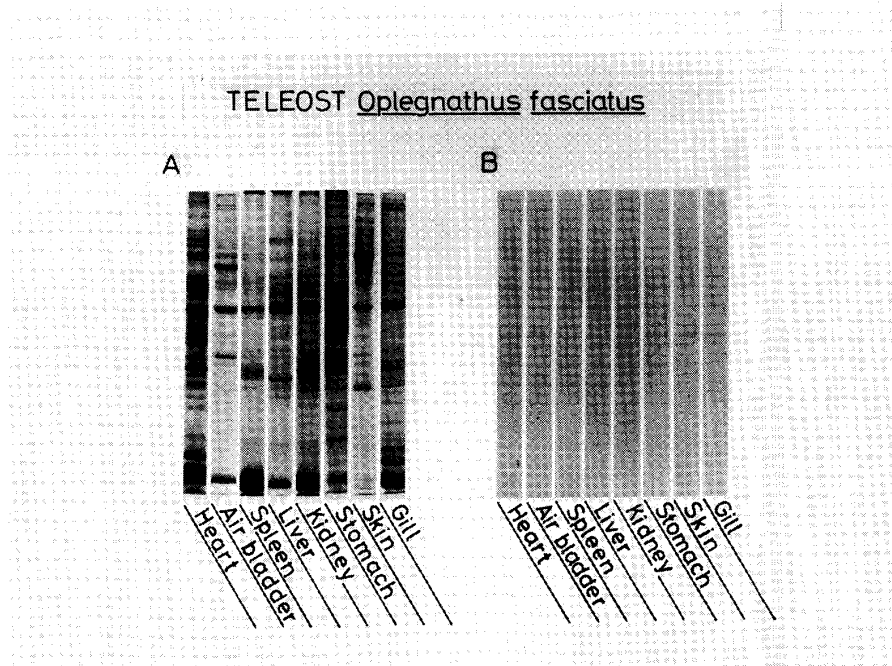 TELEOST Oplegnathus fasciatus
A
B
Heart
Air bladder
Spleen
Liver
Kidney
Stomach
Skin
Gill
Heart
Air bladder
Spleen
Liver
Kidney
Stomach
Skin
Gill